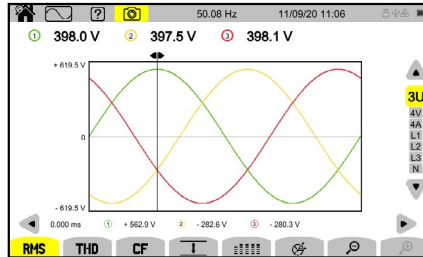 ? 50.08 Hz 11/09/20 11:06
1 398.0 V 2 397.5 V 3 398.1 V
+ 619.5V
0
- 619.5V
3U
4V
4A
L1
L2
L3
N
0.000 ms 1 + 562.9 V 2 - 282.6 V 3 - 280.3 V
RMS THD CF